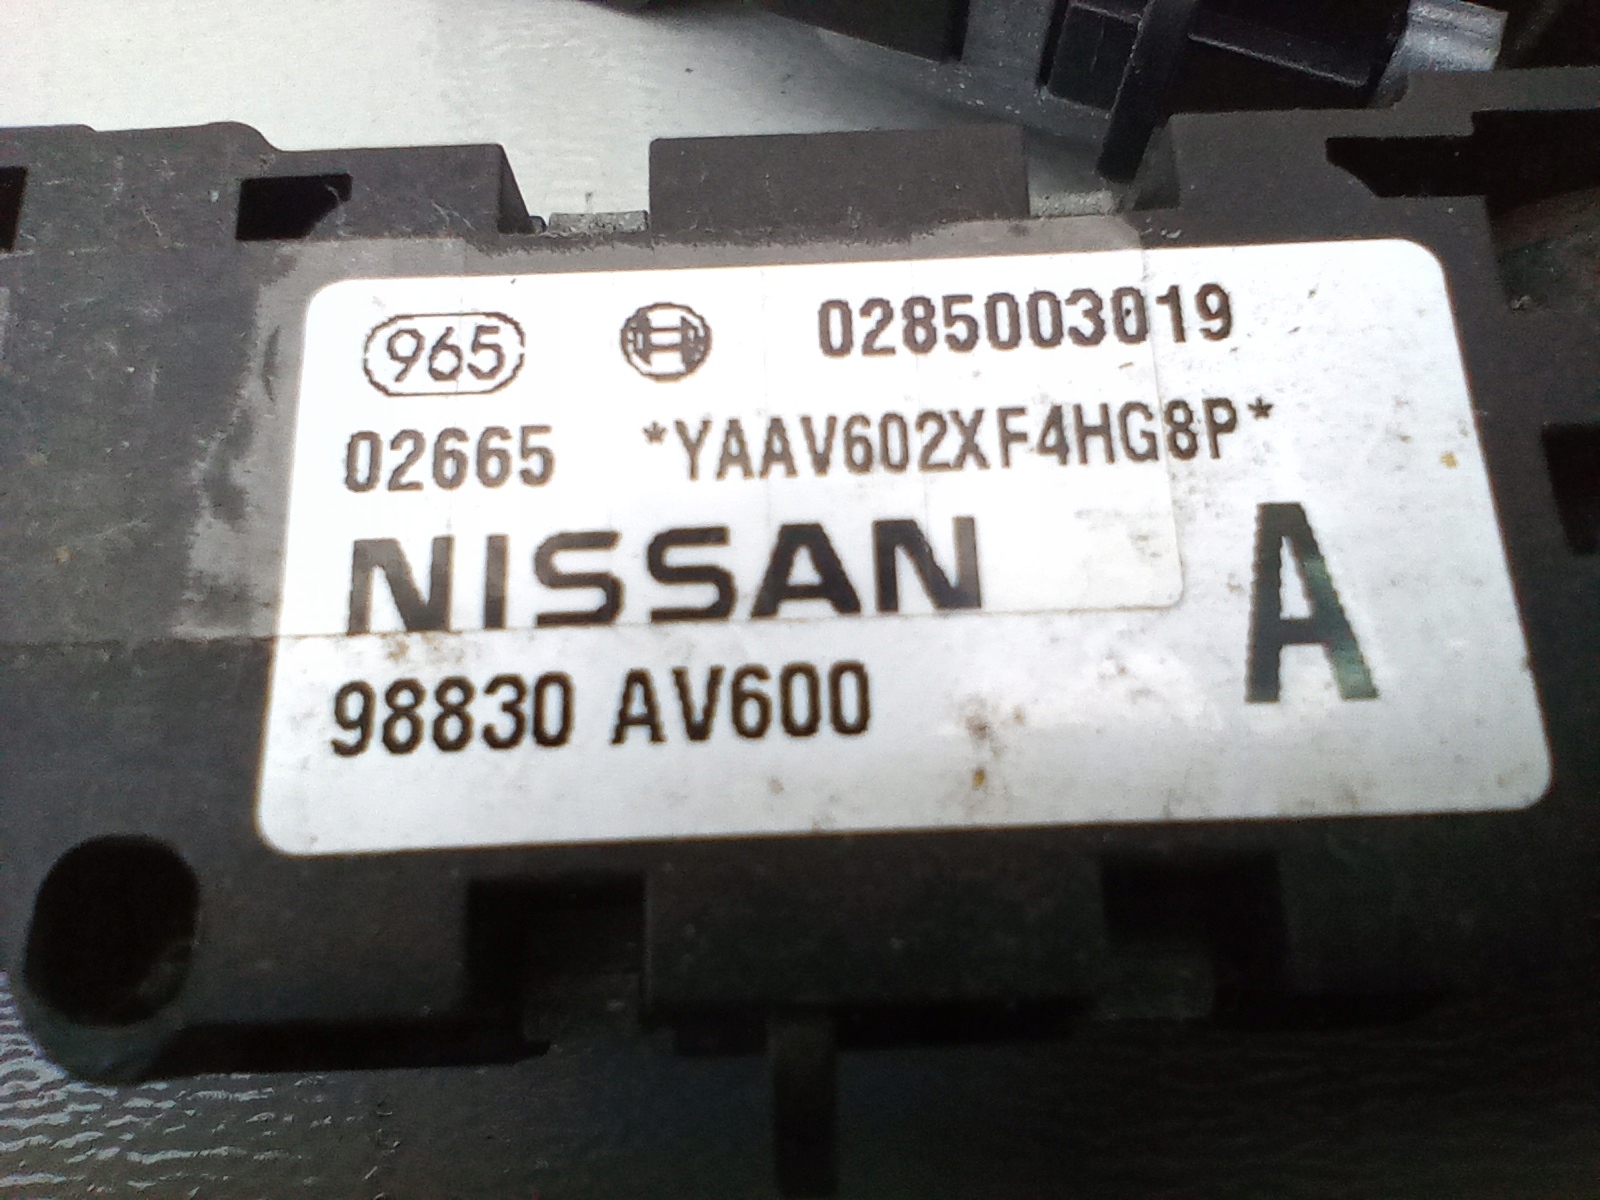 965 0285003019
02665 *YAAV602XF4HG8P*
NISSAN A
98830 AV600